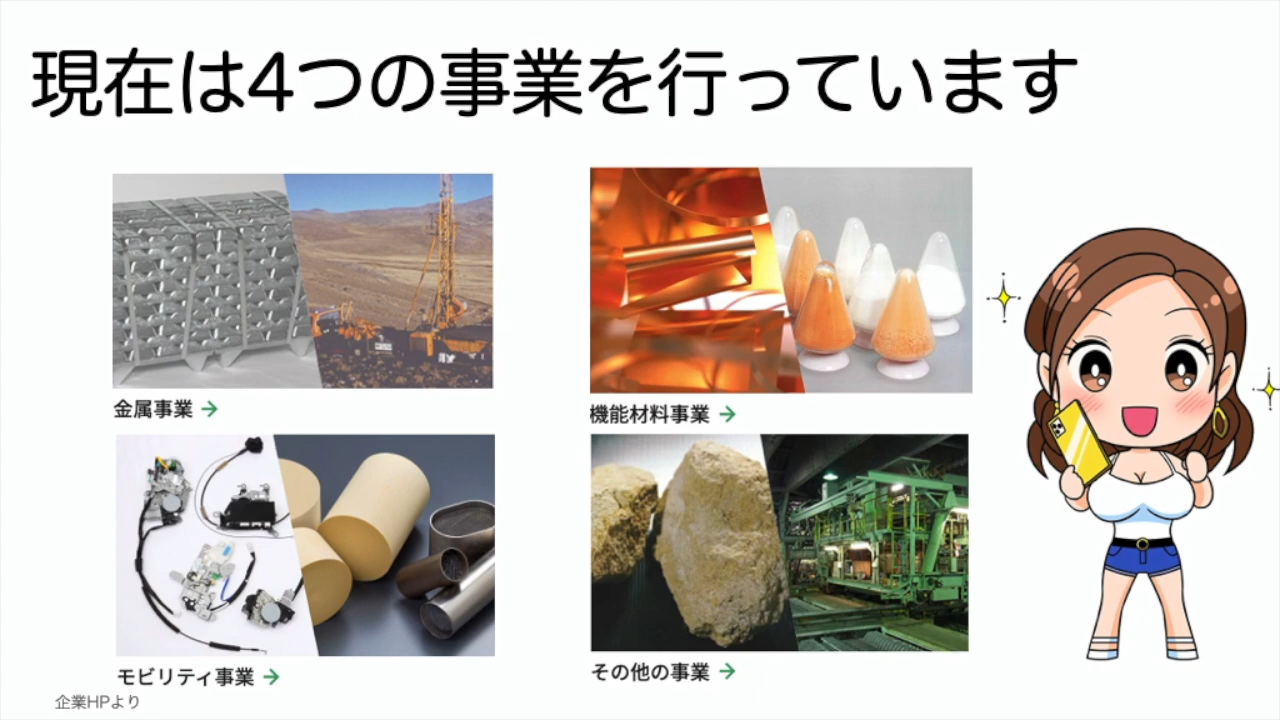 現在は4つの事業を行っています
金属事業 →
機能材料事業 →
モビリティ事業 →
その他の事業 →
企業HPより